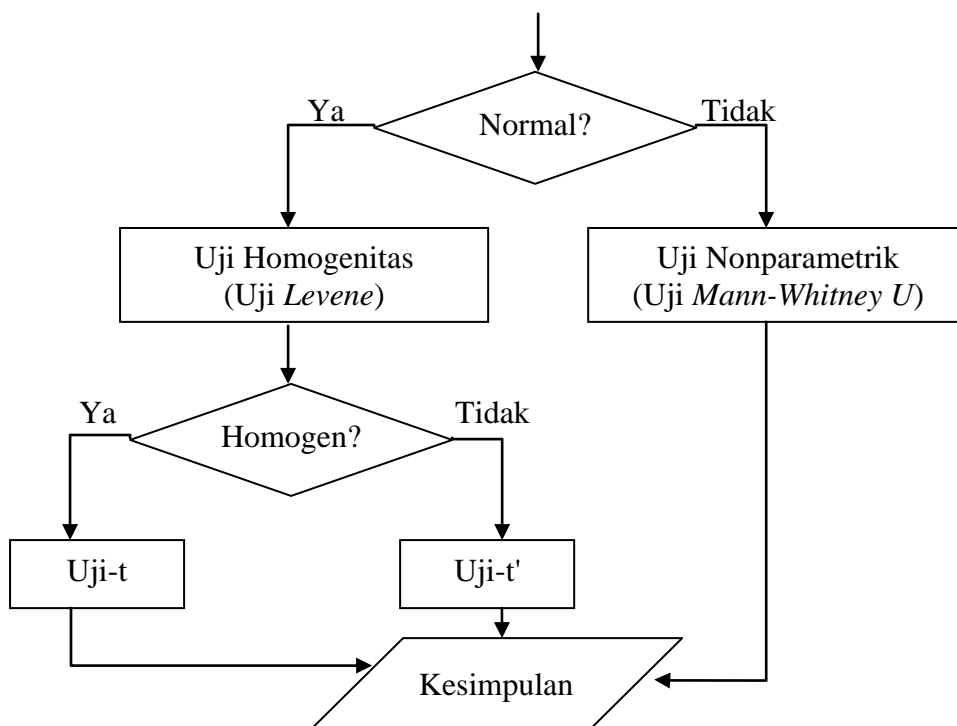 Ya
Normal?
Tidak
Uji Homogenitas
(Uji Levene)
Uji Nonparametrik
(Uji Mann-Whitney U)
Ya
Homogen?
Tidak
Uji-t
Uji-t'
Kesimpulan